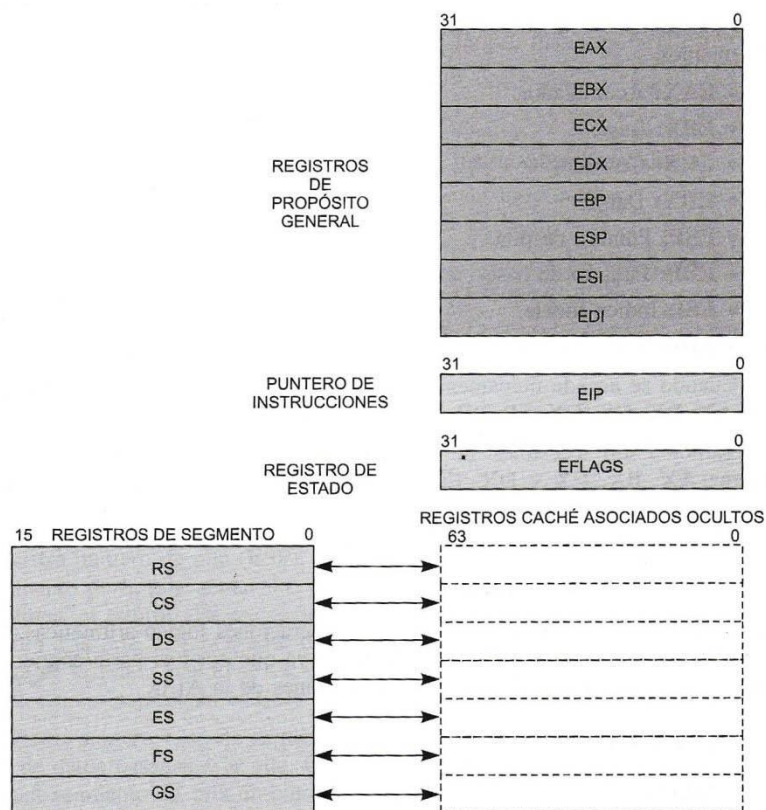 31 0
EAX
EBX
ECX
EDX
EBP
ESP
ESI
EDI
REGISTROS
DE
PROPÓSITO
GENERAL
31 0
PUNTERO DE
INSTRUCCIONES
EIP
31 0
REGISTRO DE
ESTADO
EFLAGS
15 REGISTROS DE SEGMENTO 0
RS
CS
DS
SS
ES
FS
GS
REGISTROS CACHÉ ASOCIADOS OCULTOS
63 0